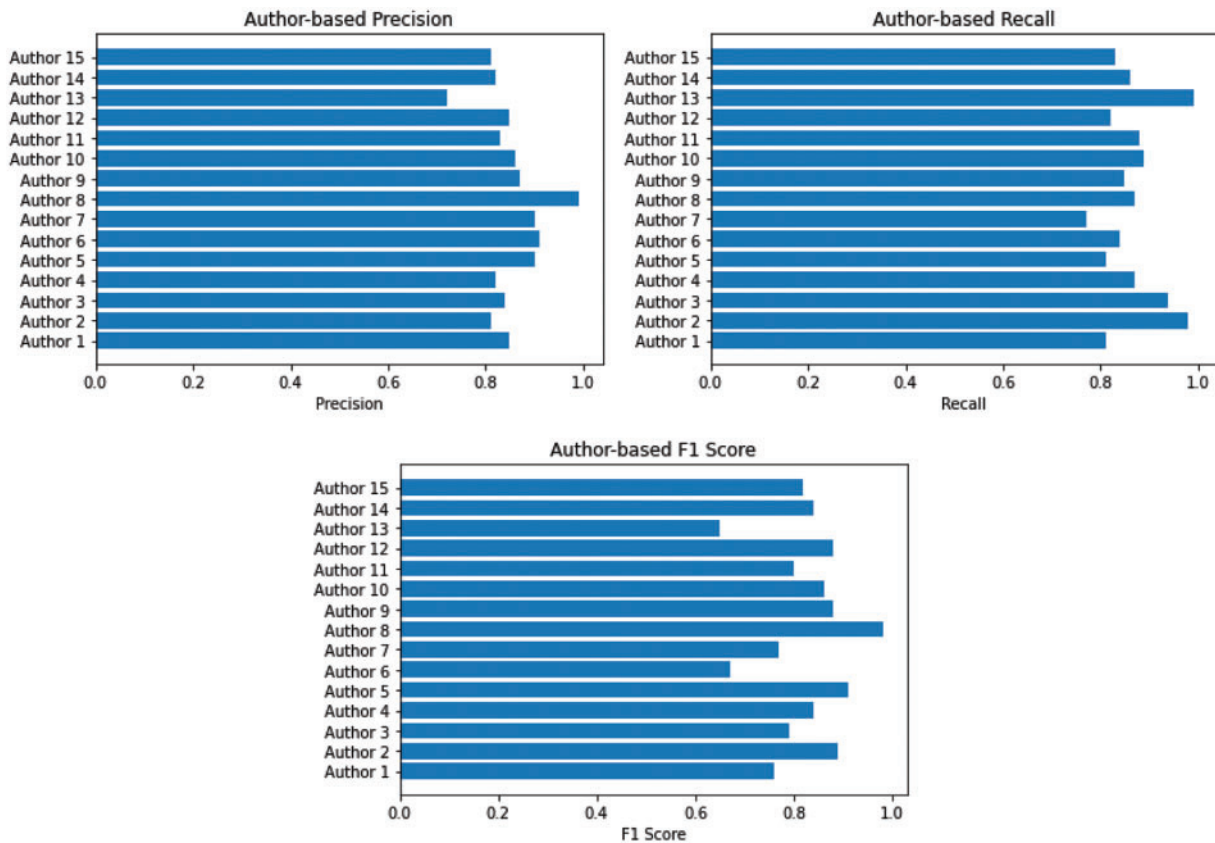 Author-based Precision
Author 15
Author 14
Author 13
Author 12
Author 11
Author 10
Author 9
Author 8
Author 7
Author 6
Author 5
Author 4
Author 3
Author 2
Author 1
0.0 0.2 0.4 0.6 0.8 1.0
Precision
Author-based Recall
Author 15
Author 14
Author 13
Author 12
Author 11
Author 10
Author 9
Author 8
Author 7
Author 6
Author 5
Author 4
Author 3
Author 2
Author 1
0.0 0.2 0.4 0.6 0.8 1.0
Recall
Author-based F1 Score
Author 15
Author 14
Author 13
Author 12
Author 11
Author 10
Author 9
Author 8
Author 7
Author 6
Author 5
Author 4
Author 3
Author 2
Author 1
0.0 0.2 0.4 0.6 0.8 1.0
F1 Score